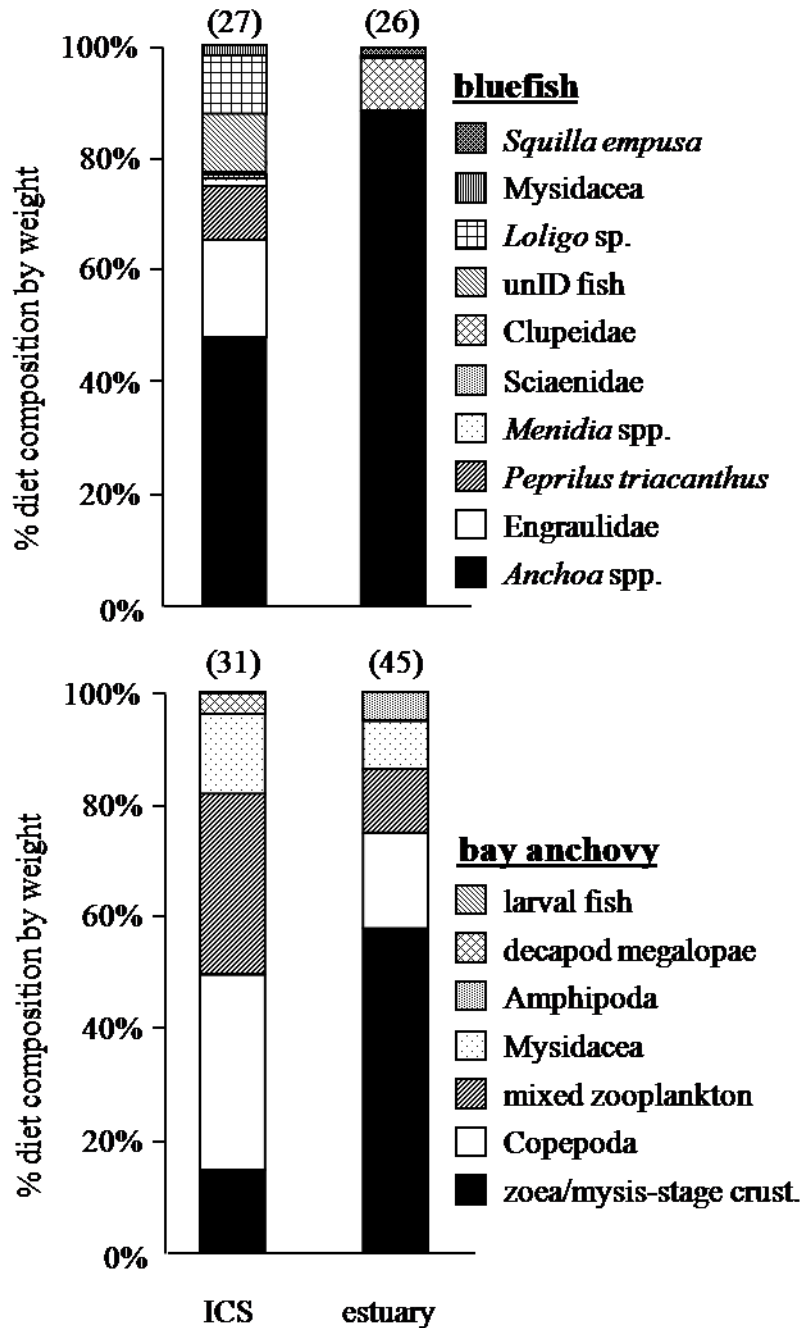 (27) (26)
% diet composition by weight
100%
80%
60%
40%
20%
0%
bluefish
Squilla empusa
Mysidacea
Loligo sp.
unID fish
Clupeidae
Sciaenidae
Menidia spp.
Peprilus triacanthus
Engraulidae
Anchoa spp.
(31) (45)
% diet composition by weight
100%
80%
60%
40%
20%
0%
bay anchovy
larval fish
decapod megalopae
Amphipoda
Mysidacea
mixed zooplankton
Copepoda
zoea/mysis-stage crust.
ICS estuary